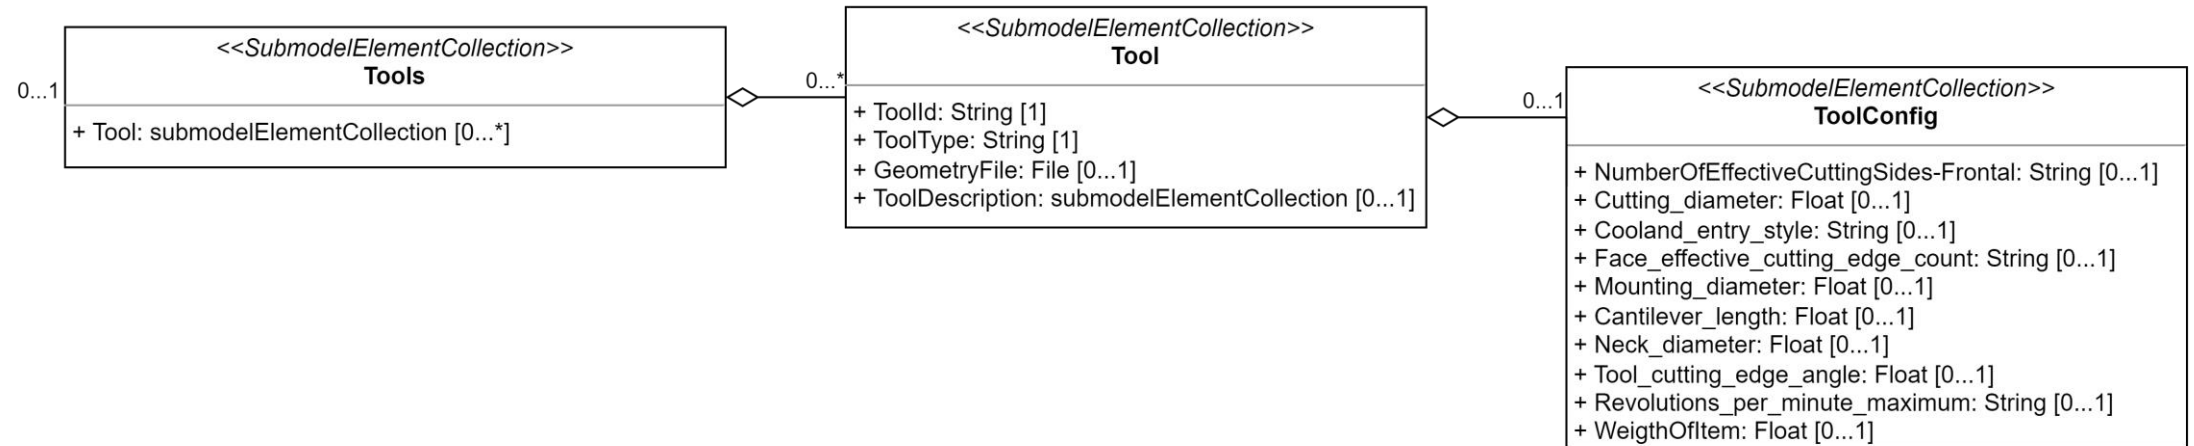 0...1
<<SubmodelElementCollection>>
Tools
+ Tool: submodelElementCollection [0...*]
0...*
<<SubmodelElementCollection>>
Tool
+ ToolId: String [1]
+ ToolType: String [1]
+ GeometryFile: File [0...1]
+ ToolDescription: submodelElementCollection [0...1]
0...1
<<SubmodelElementCollection>>
ToolConfig
+ NumberOfEffectiveCuttingSides-Frontal: String [0...1]
+ Cutting_diameter: Float [0...1]
+ Cooland_entry_style: String [0...1]
+ Face_effective_cutting_edge_count: String [0...1]
+ Mounting_diameter: Float [0...1]
+ Cantilever_length: Float [0...1]
+ Neck_diameter: Float [0...1]
+ Tool_cutting_edge_angle: Float [0...1]
+ Revolutions_per_minute_maximum: String [0...1]
+ WeigthOfItem: Float [0...1]